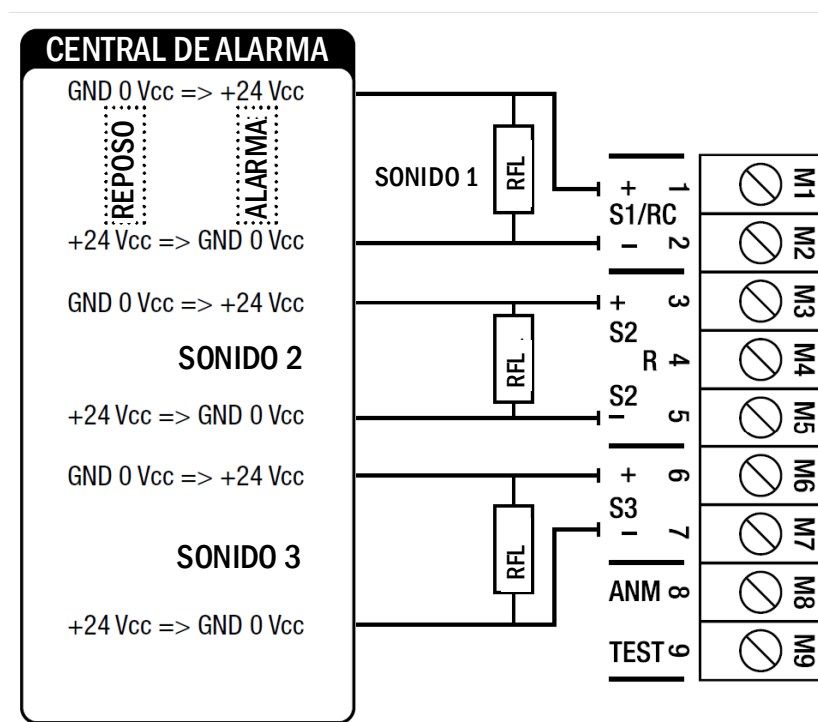 CENTRAL DE ALARMA
GND 0 Vcc => +24 Vcc
REPOSO
ALARMA
+24 Vcc => GND 0 Vcc
SONIDO 1
RFL
GND 0 Vcc => +24 Vcc
SONIDO 2
RFL
+24 Vcc => GND 0 Vcc
GND 0 Vcc => +24 Vcc
SONIDO 3
RFL
+24 Vcc => GND 0 Vcc
+ 1 M1
S1/RC
− 2 M2
+ 3 M3
S2
R 4 M4
S2
− 5 M5
+ 6 M6
S3
− 7 M7
ANM 8 M8
TEST 9 M9